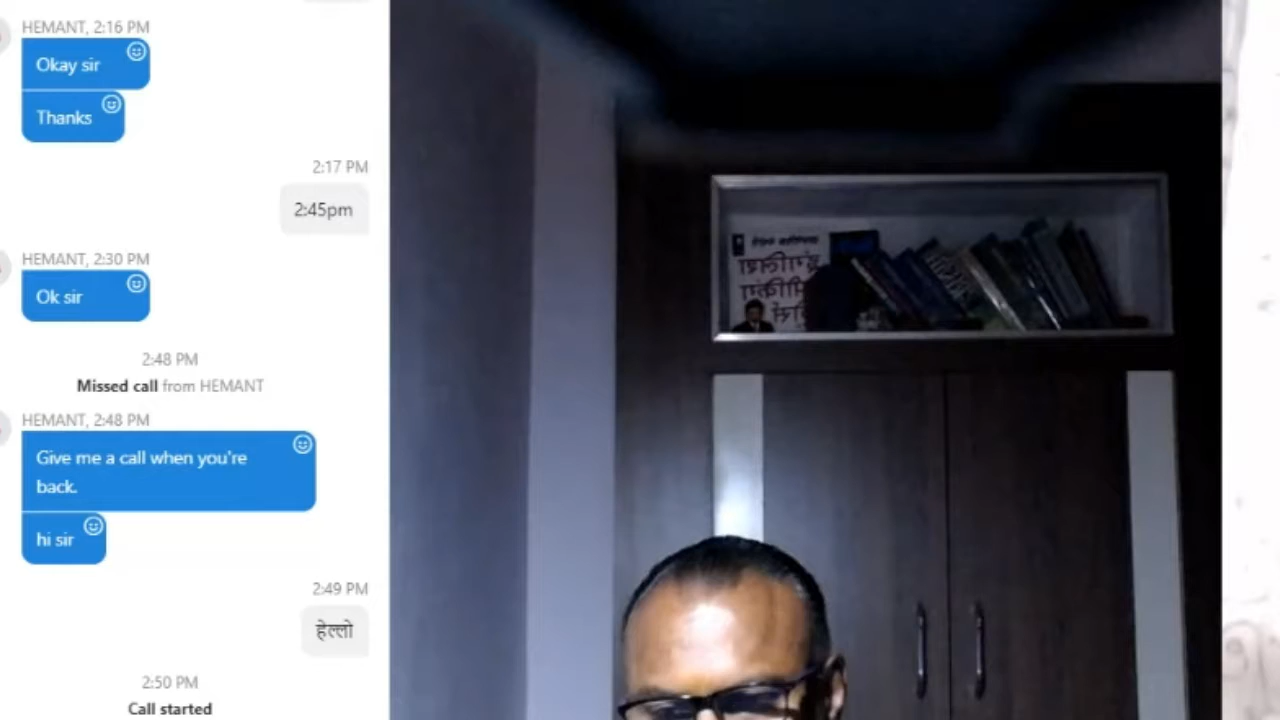 HEMANT, 2:16 PM
Okay sir
Thanks
2:17 PM
2:45pm
HEMANT, 2:30 PM
Ok sir
2:48 PM
Missed call from HEMANT
HEMANT, 2:48 PM
Give me a call when you're
back.
hi sir
2:49 PM
हेल्लो
2:50 PM
Call started